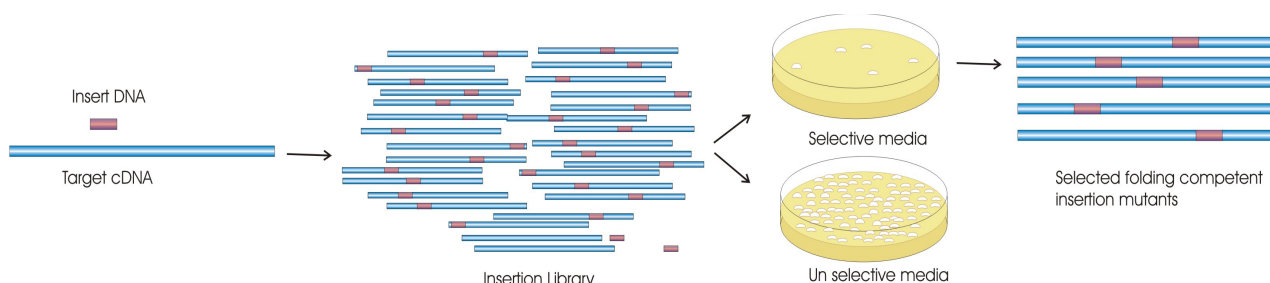 Insert DNA
Target cDNA
Insertion Library
Selective media
Un selective media
Selected folding competent
insertion mutants